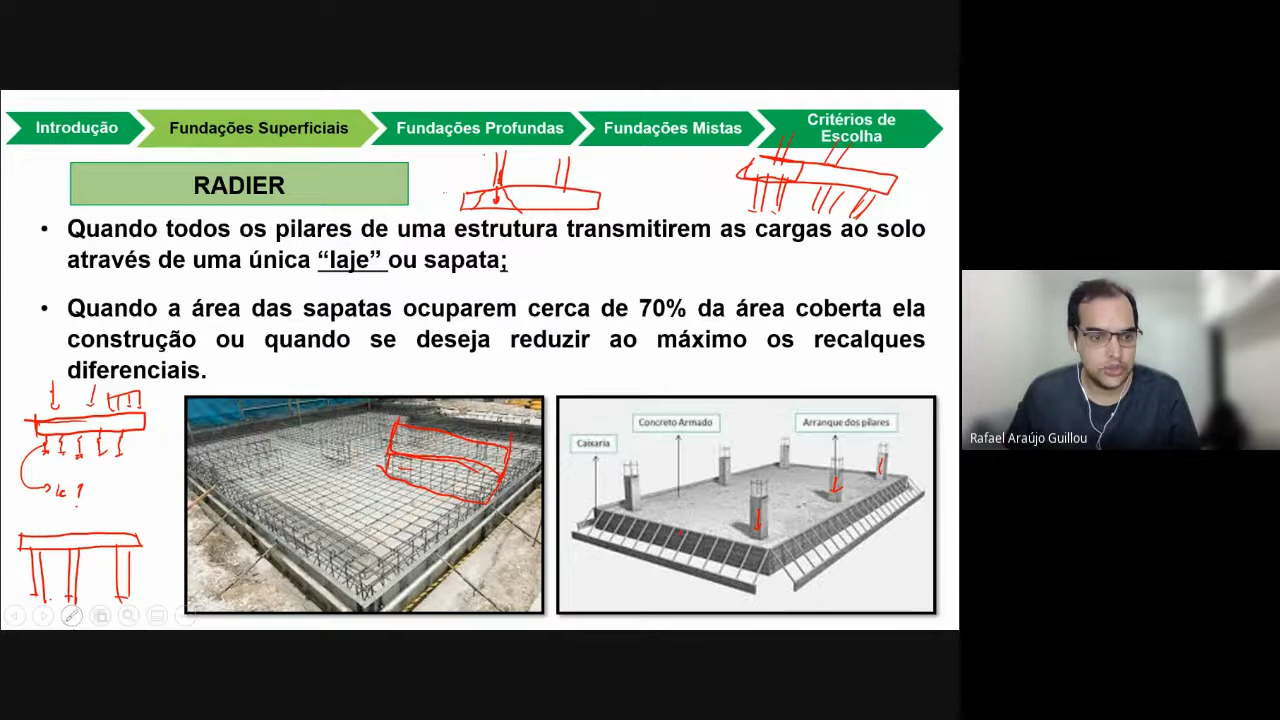 Introdução
Fundações Superficiais
Fundações Profundas
Fundações Mistas
Critérios de
Escolha
RADIER
• Quando todos os pilares de uma estrutura transmitirem as cargas ao solo
através de uma única “laje” ou sapata;
• Quando a área das sapatas ocuparem cerca de 70% da área coberta ela
construção ou quando se deseja reduzir ao máximo os recalques
diferenciais.
Caixaria
Concreto Armado
Arranque dos pilares
Rafael Araújo Guillou